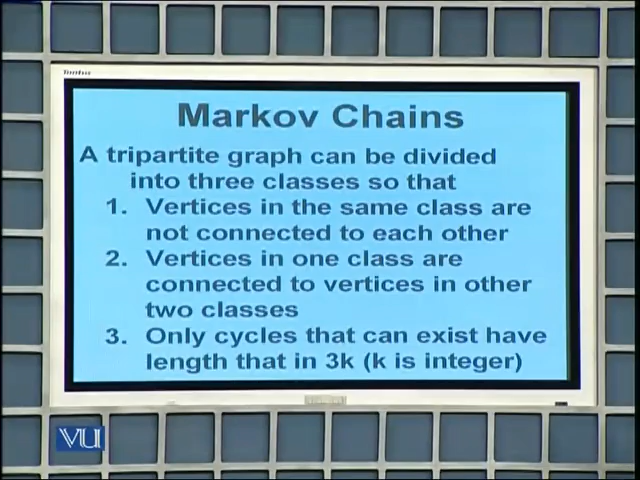 Markov Chains
A tripartite graph can be divided
into three classes so that
1. Vertices in the same class are
not connected to each other
2. Vertices in one class are
connected to vertices in other
two classes
3. Only cycles that can exist have
length that in 3k (k is integer)
VU